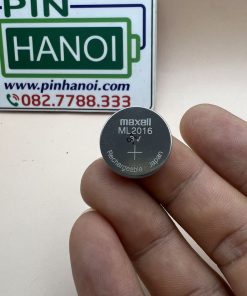 PIN
HANOI
www.pinhanoi.com
082.7788.333
maxell
ML2016
3V
+
Rechargeable Japan